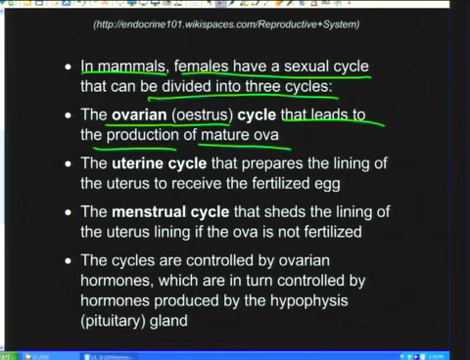 (http://endocrine101.wikispaces.com/Reproductive+System)
• In mammals, females have a sexual cycle
that can be divided into three cycles:
• The ovarian (oestrus) cycle that leads to
the production of mature ova
• The uterine cycle that prepares the lining of
the uterus to receive the fertilized egg
• The menstrual cycle that sheds the lining of
the uterus lining if the ova is not fertilized
• The cycles are controlled by ovarian
hormones, which are in turn controlled by
hormones produced by the hypophysis
(pituitary) gland